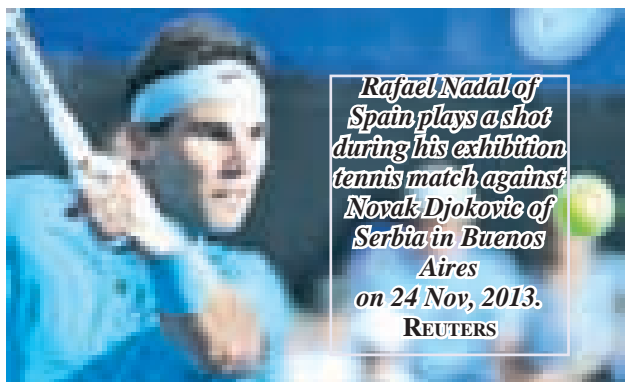 Rafael Nadal of
Spain plays a shot
during his exhibition
tennis match against
Novak Djokovic of
Serbia in Buenos
Aires
on 24 Nov, 2013.
REUTERS